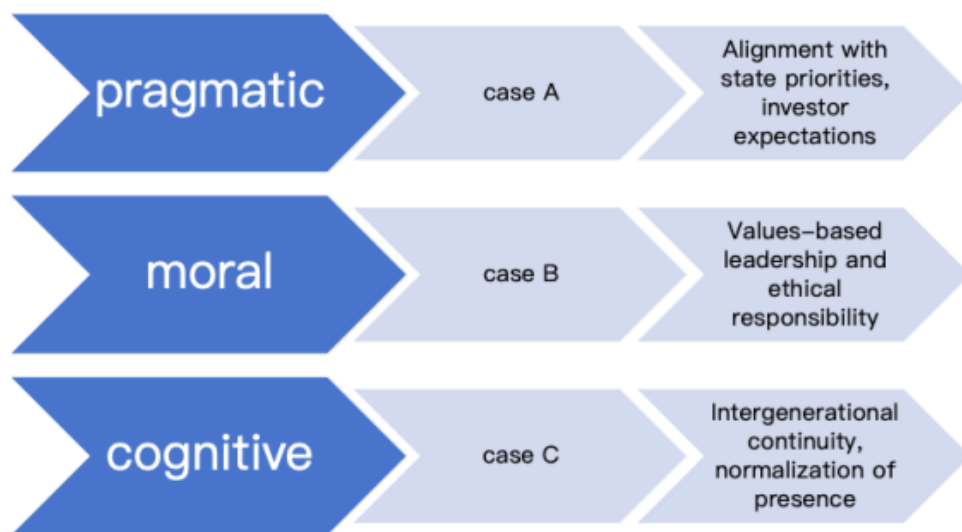 pragmatic
case A
Alignment with
state priorities,
investor
expectations
moral
case B
Values-based
leadership and
ethical
responsibility
cognitive
case C
Intergenerational
continuity,
normalization of
presence